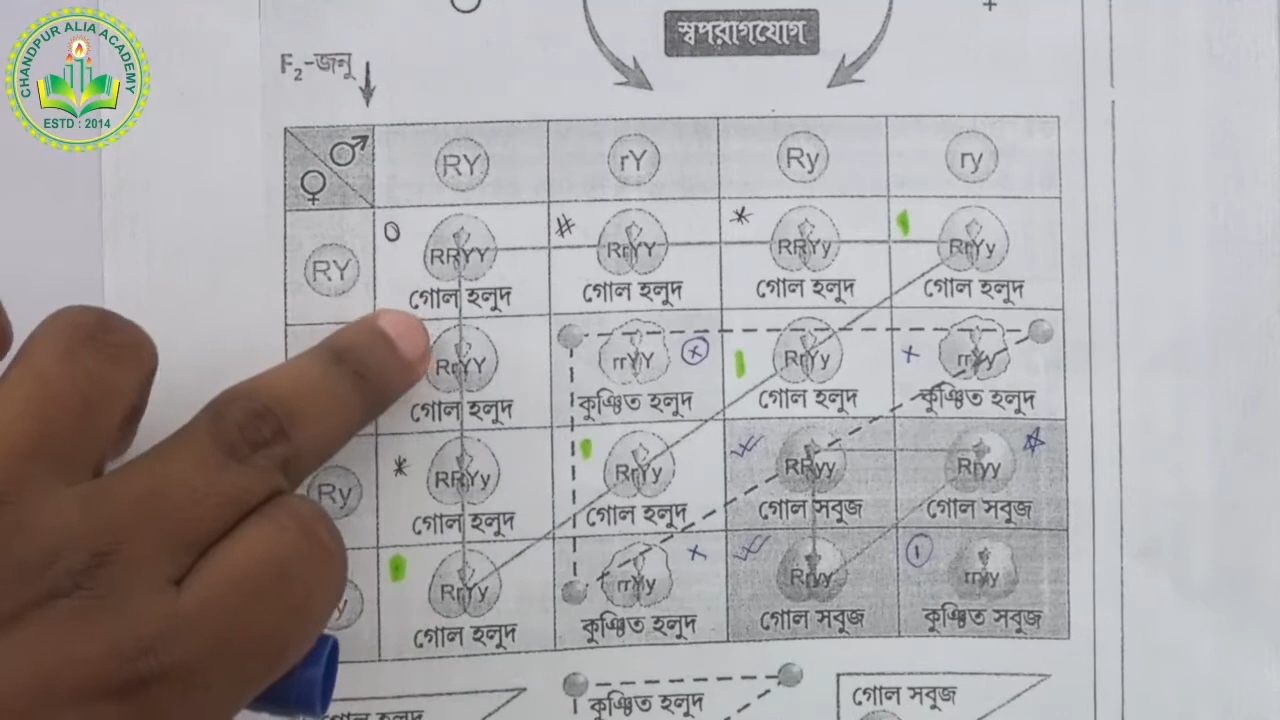 CHANDPUR ALIA ACADEMY
ESTD : 2014
স্বপরাগযোগ
F2-জনু
♂ RY rY Ry ry
♀
RY RRYY RrYY RRYy RrYy
গোল হলুদ গোল হলুদ গোল হলুদ গোল হলুদ
RrYY rrYY RrYy rrYy
গোল হলুদ কুঞ্চিত হলুদ গোল হলুদ কুঞ্চিত হলুদ
Ry RRYy RrYy RRyy Rryy
গোল হলুদ গোল হলুদ গোল সবুজ গোল সবুজ
y RrYy rrYy Rryy rryy
গোল হলুদ কুঞ্চিত হলুদ গোল সবুজ কুঞ্চিত সবুজ
গোল হলুদ কুঞ্চিত হলুদ গোল সবুজ